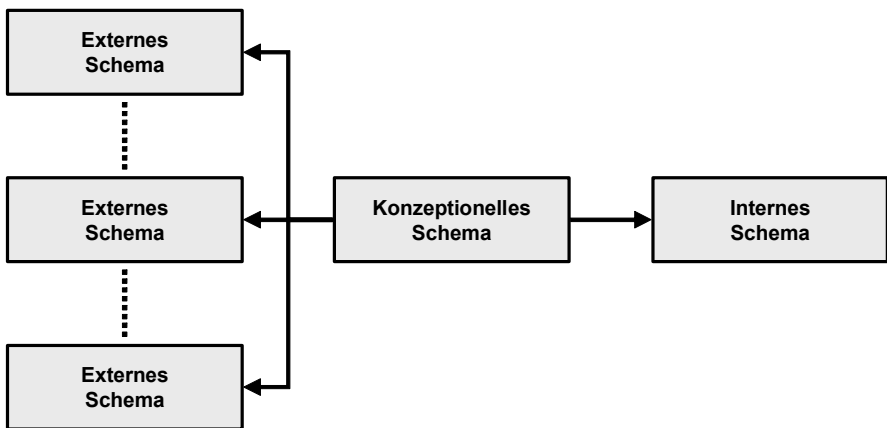 Externes
Schema
Externes
Schema
Konzeptionelles
Schema
Internes
Schema
Externes
Schema